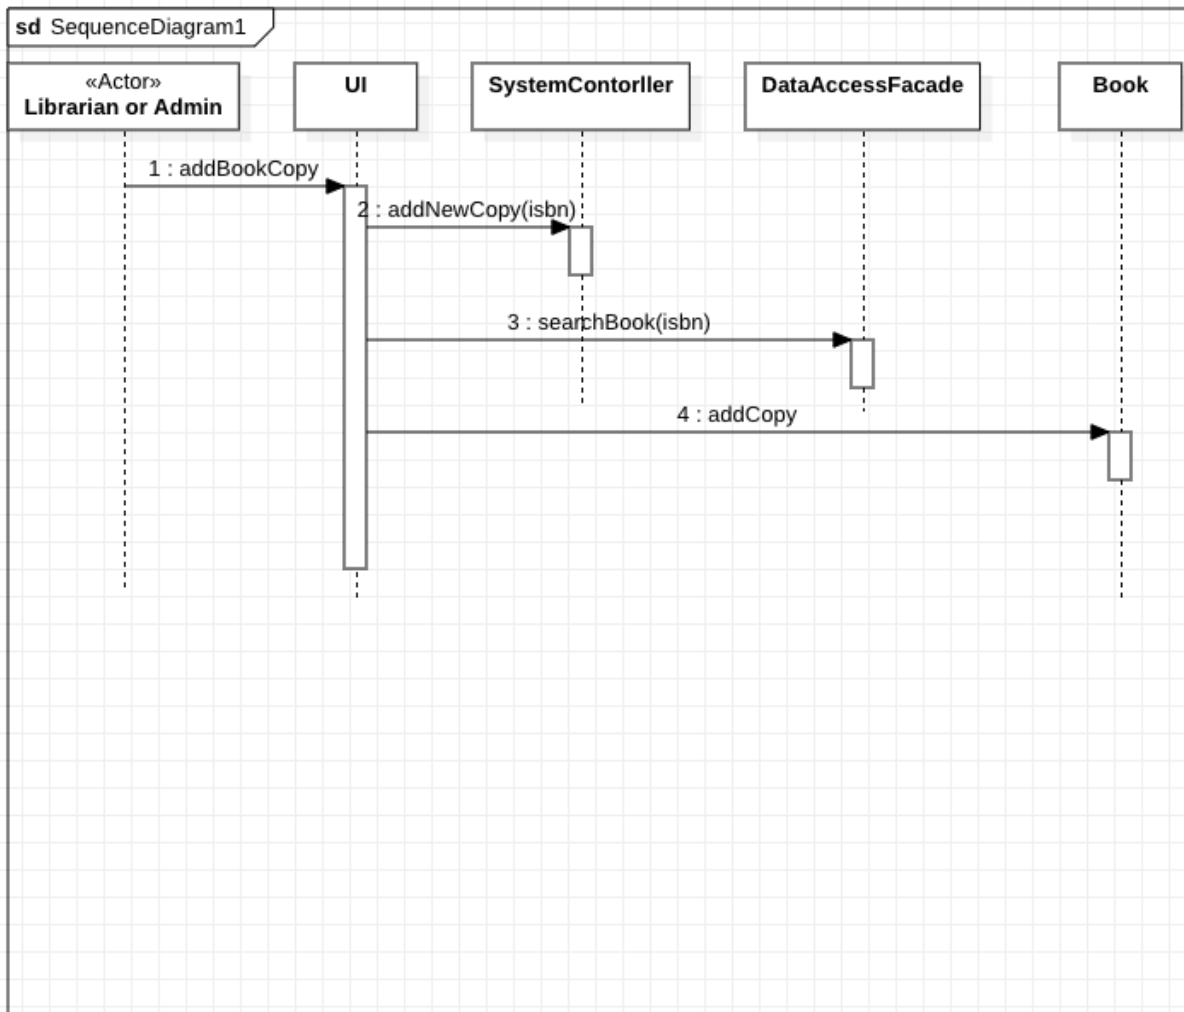 sd SequenceDiagram1
«Actor»
Librarian or Admin
UI
SystemContorller
DataAccessFacade
Book
1 : addBookCopy
2 : addNewCopy(isbn)
3 : searchBook(isbn)
4 : addCopy